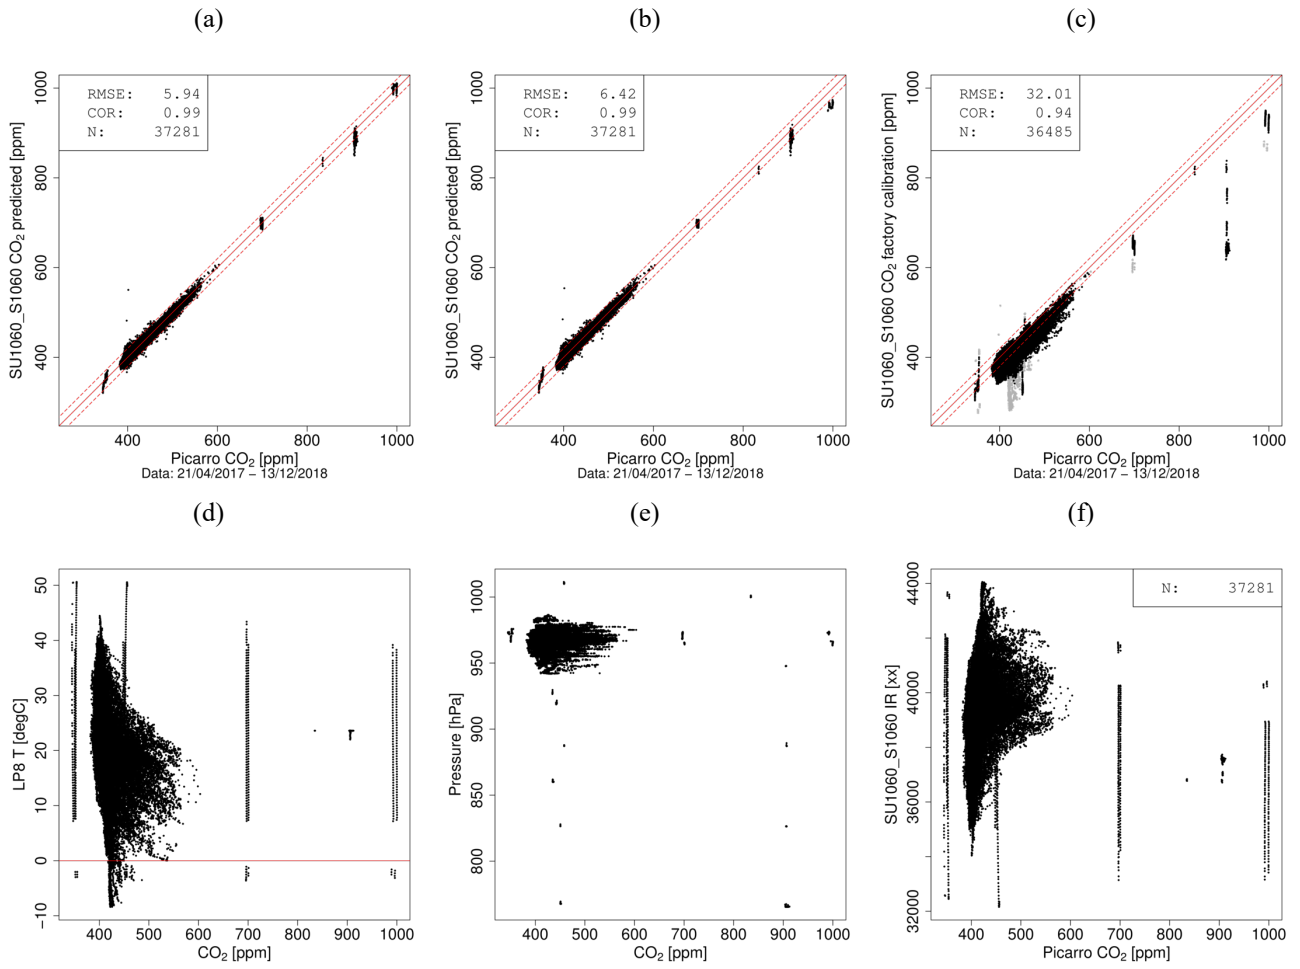 (a)
RMSE: 5.94
COR: 0.99
N: 37281
SU1060_S1060 CO2 predicted [ppm]
1000
800
600
400
400 600 800 1000
Picarro CO2 [ppm]
Data: 21/04/2017 − 13/12/2018
(b)
RMSE: 6.42
COR: 0.99
N: 37281
SU1060_S1060 CO2 predicted [ppm]
1000
800
600
400
400 600 800 1000
Picarro CO2 [ppm]
Data: 21/04/2017 − 13/12/2018
(c)
RMSE: 32.01
COR: 0.94
N: 36485
SU1060_S1060 CO2 factory calibration [ppm]
1000
800
600
400
400 600 800 1000
Picarro CO2 [ppm]
Data: 21/04/2017 − 13/12/2018
(d)
LP8 T [degC]
50
40
30
20
10
0
−10
400 500 600 700 800 900 1000
CO2 [ppm]
(e)
Pressure [hPa]
1000
950
900
850
800
400 500 600 700 800 900 1000
CO2 [ppm]
(f)
N: 37281
SU1060_S1060 IR [xx]
44000
40000
36000
32000
400 500 600 700 800 900 1000
Picarro CO2 [ppm]